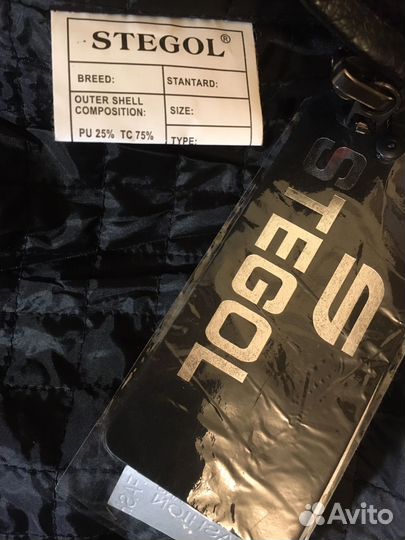 STEGOL®
BREED: STANTARD:
OUTER SHELL
COMPOSITION: SIZE:
PU 25% TC 75% TYPE:
S
STEGOL
Avito